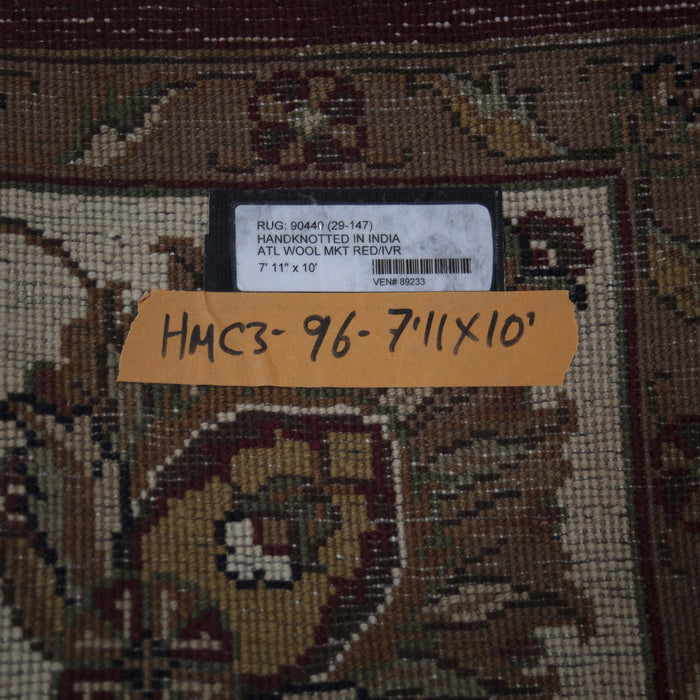 RUG: 90440 (29-147)
HANDKNOTTED IN INDIA
ATL WOOL MKT RED/IVR
7' 11" x 10'
VEN# 89233
HMC3- 96- 7'11X10'